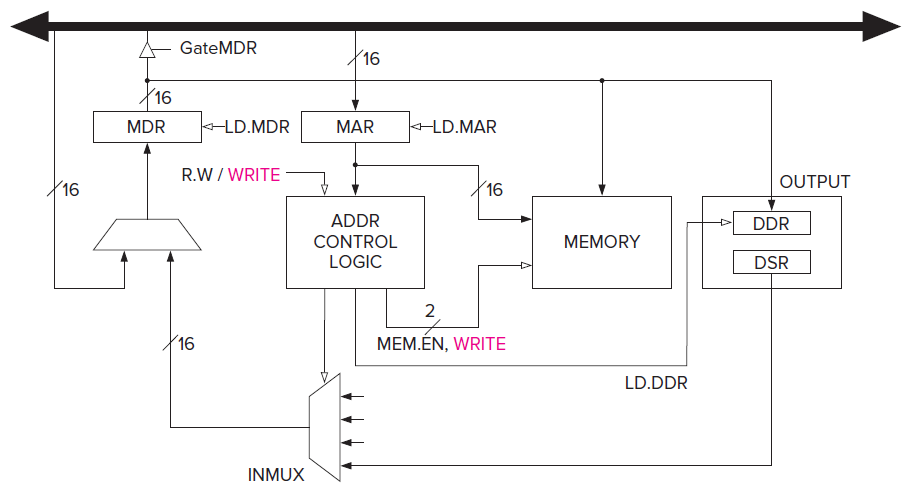 GateMDR
16
16
MDR
LD.MDR
MAR
LD.MAR
R.W / WRITE
16
16
OUTPUT
ADDR
CONTROL
LOGIC
MEMORY
DDR
DSR
2
MEM.EN, WRITE
16
LD.DDR
INMUX